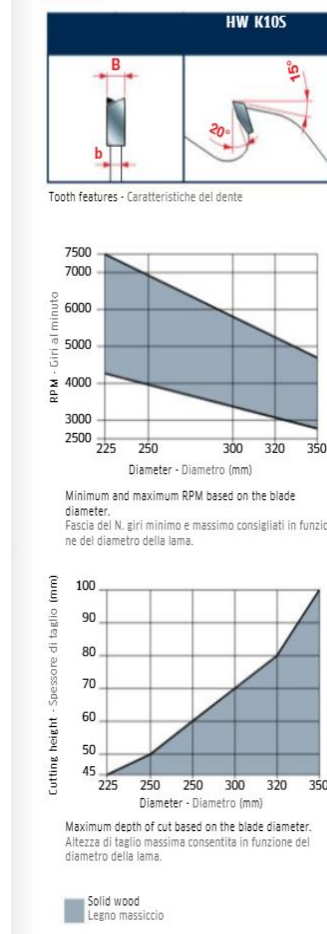 HW K10S
B
b
15°
20°
Tooth features - Caratteristiche del dente
RPM - Giri al minuto
7500
7000
6000
5000
4000
3000
2500
225 250 300 320 350
Diameter - Diametro (mm)
Minimum and maximum RPM based on the blade
diameter.
Fascia del N. giri minimo e massimo consigliati in funzio
ne del diametro della lama.
Cutting height - Spessore di taglio (mm)
100
90
80
70
60
50
45
225 250 250 300 320 350
Diameter - Diametro (mm)
Maximum depth of cut based on the blade diameter.
Altezza di taglio massima consentita in funzione del
diametro della lama.
Solid wood
Legno massiccio